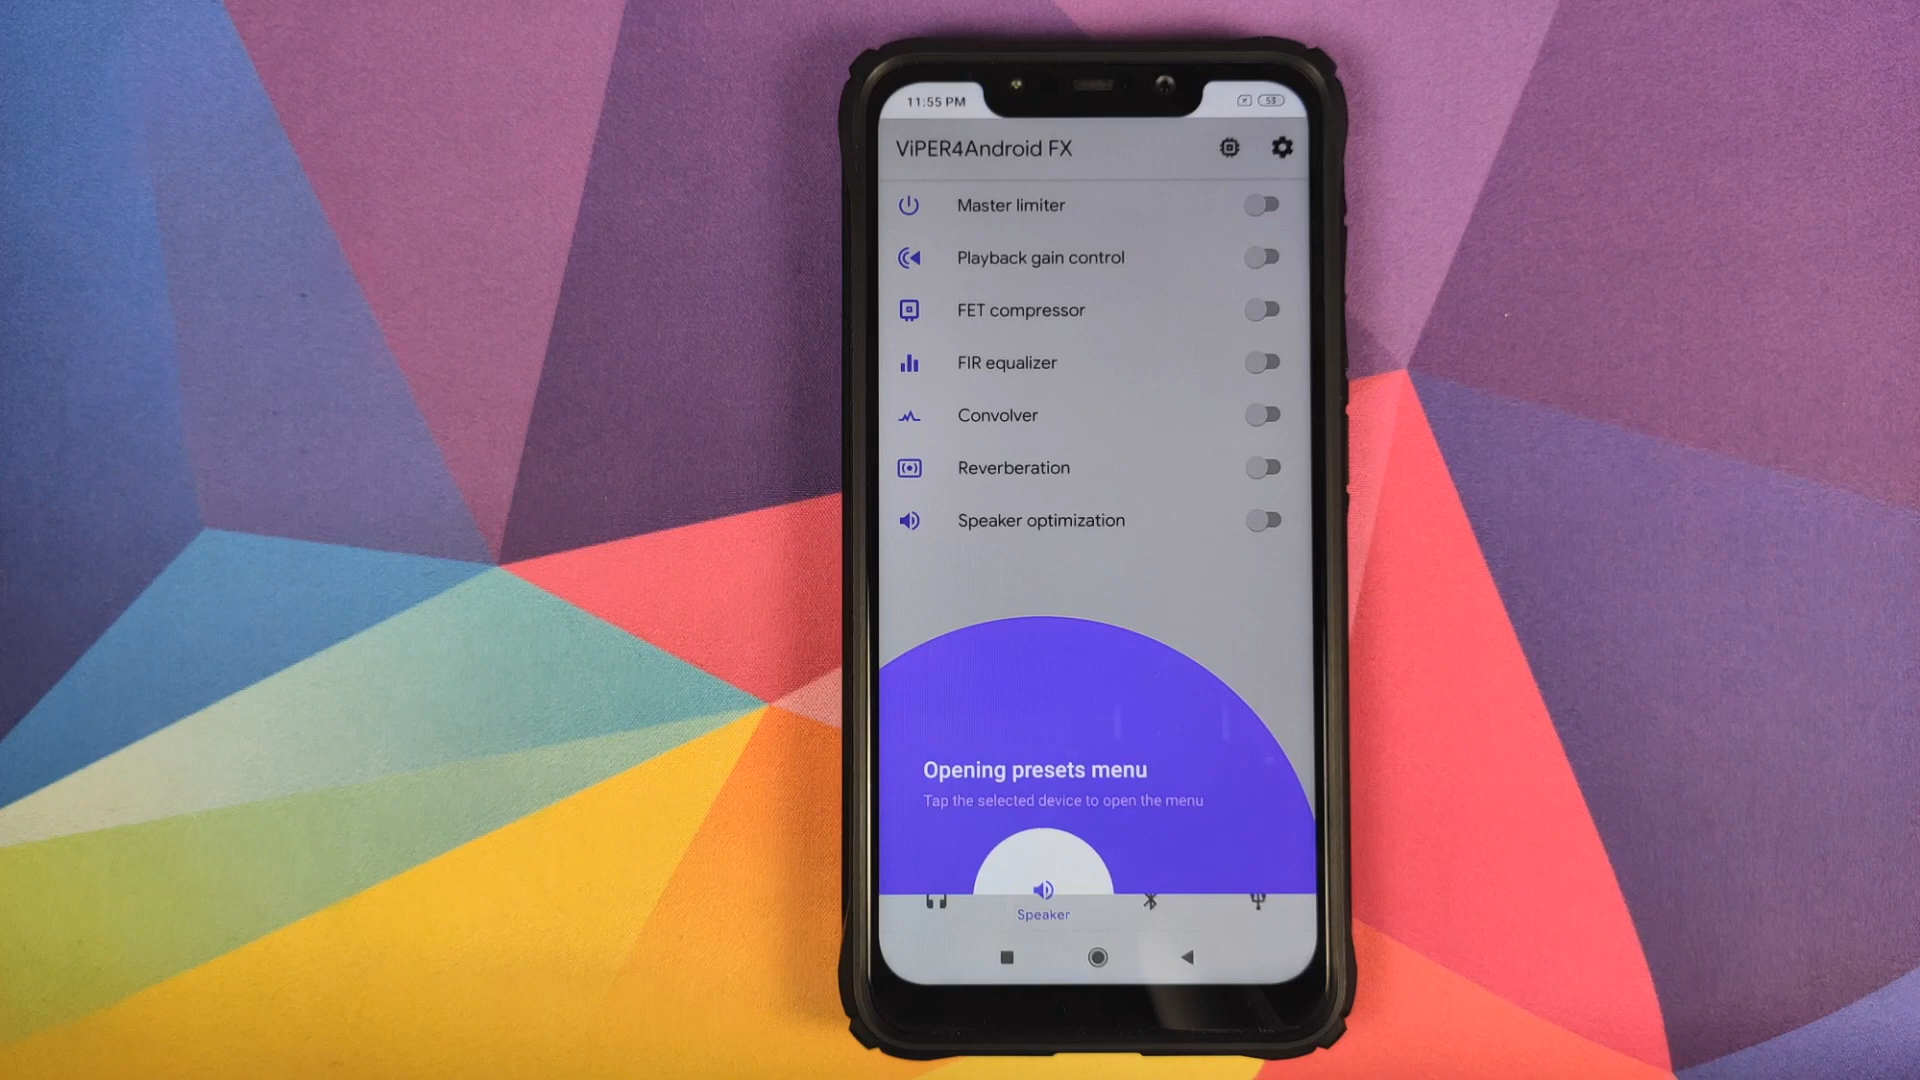 11:55 PM
53
ViPER4Android FX
Master limiter
Playback gain control
FET compressor
FIR equalizer
Convolver
Reverberation
Speaker optimization
Opening presets menu
Tap the selected device to open the menu
Speaker